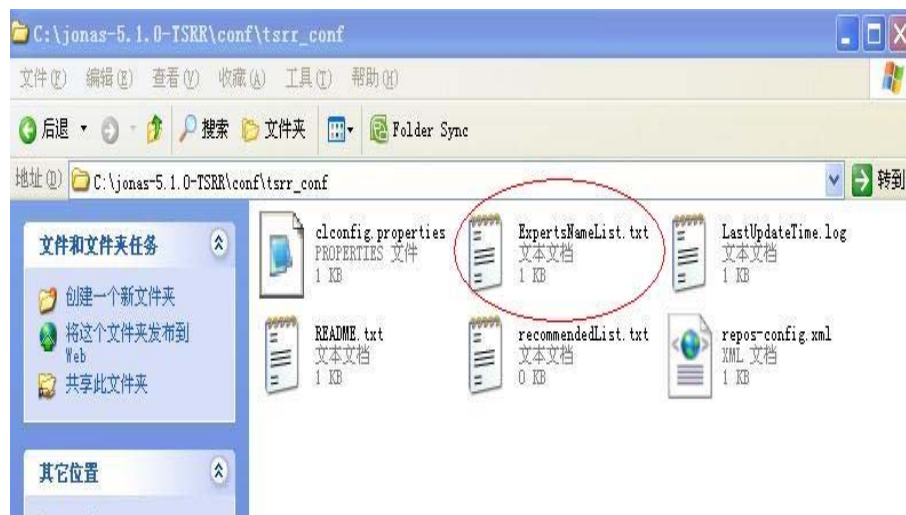 C:\jonas-5.1.0-TSRR\conf\tsrr_conf
文件(F) 编辑(E) 查看(V) 收藏(A) 工具(T) 帮助(H)
后退 搜索 文件夹 Folder Sync
地址(D) C:\jonas-5.1.0-TSRR\conf\tsrr_conf 转到
文件和文件夹任务
创建一个新文件夹
将这个文件夹发布到
Web
共享此文件夹
其它位置
clconfig.properties
PROPERTIES 文件
1 KB
ExpertsNameList.txt
文本文档
1 KB
LastUpdateTime.log
文本文档
1 KB
README.txt
文本文档
1 KB
recommendedList.txt
文本文档
0 KB
repos-config.xml
XML 文档
1 KB